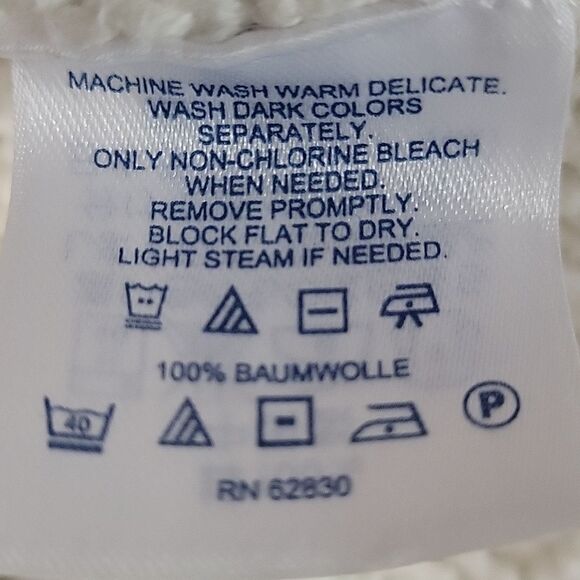 MACHINE WASH WARM DELICATE.
WASH DARK COLORS
SEPARATELY.
ONLY NON-CHLORINE BLEACH
WHEN NEEDED.
REMOVE PROMPTLY.
BLOCK FLAT TO DRY.
LIGHT STEAM IF NEEDED.
100% BAUMWOLLE
40 P
RN 62830